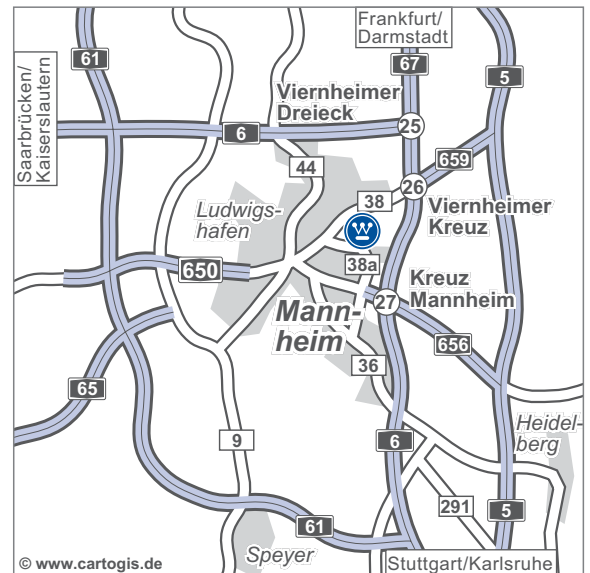 Frankfurt/
Darmstadt
61
67
5
Saarbrücken/
Kaiserslautern
Viernheimer
Dreieck
25
6
659
44
26
38
Ludwigs-
hafen
Viernheimer
Kreuz
38a
650
Kreuz
Mannheim
27
Mann-
heim
656
36
65
Heidel-
berg
9
6
291
5
61
Speyer
© www.cartogis.de
Stuttgart/Karlsruhe